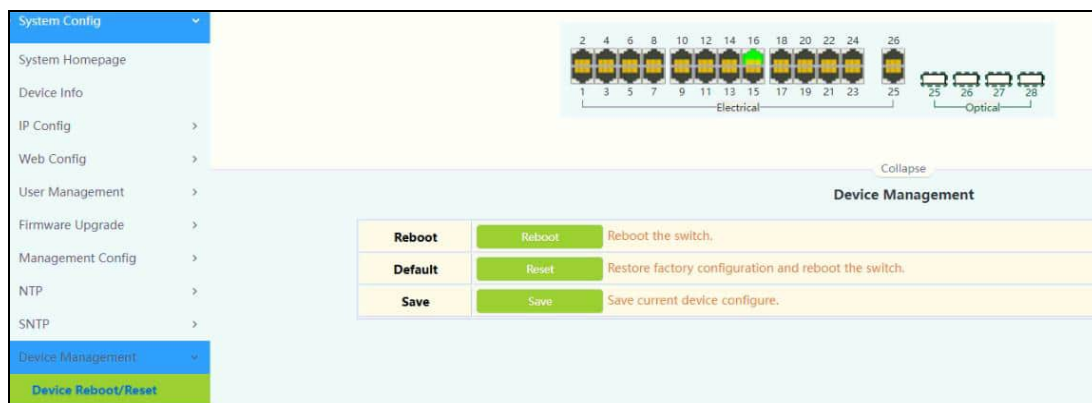 System Config
System Homepage
Device Info
IP Config
Web Config
User Management
Firmware Upgrade
Management Config
NTP
SNTP
Device Management
Device Reboot/Reset
2 4 6 8 10 12 14 16 18 20 22 24 26
1 3 5 7 9 11 13 15 17 19 21 23 25 25 26 27 28
Electrical Optical
Collapse
Device Management
Reboot Reboot Reboot the switch.
Default Reset Restore factory configuration and reboot the switch.
Save Save Save current device configure.